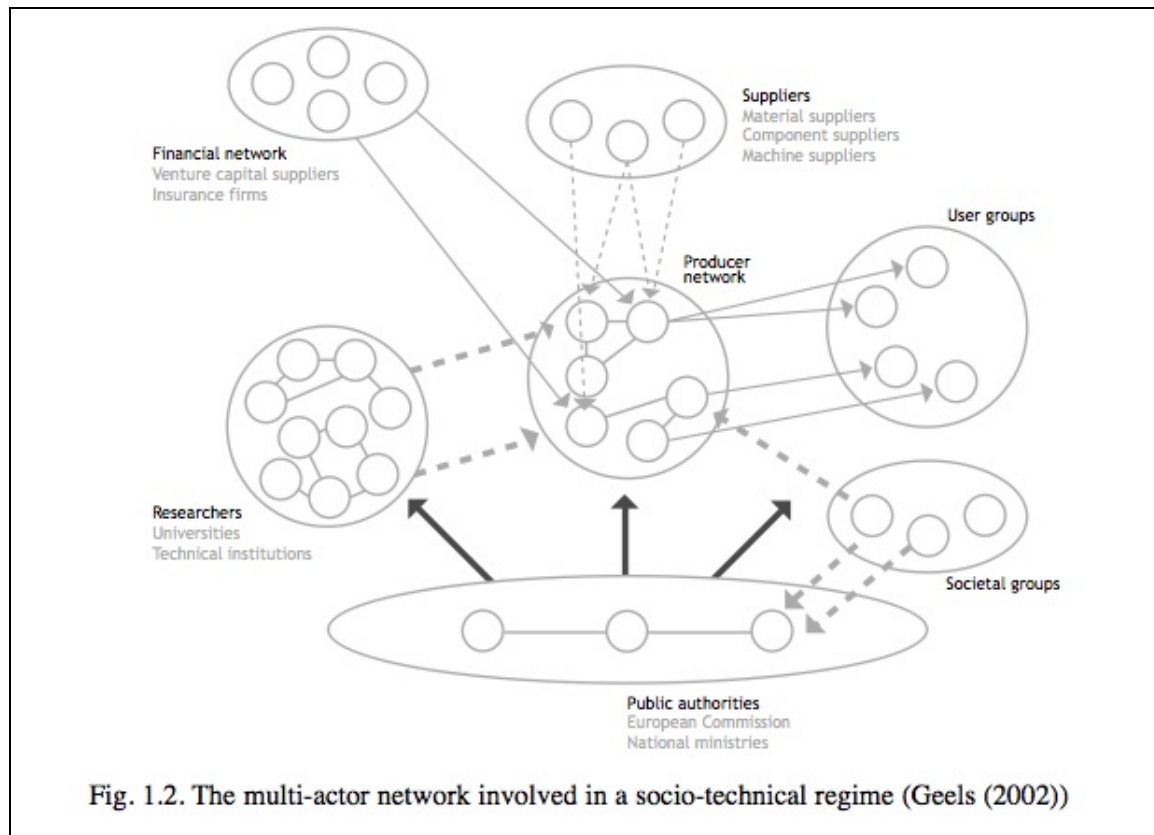 Financial network
Venture capital suppliers
Insurance firms
Suppliers
Material suppliers
Component suppliers
Machine suppliers
User groups
Producer
network
Researchers
Universities
Technical institutions
Societal groups
Public authorities
European Commission
National ministries
Fig. 1.2. The multi-actor network involved in a socio-technical regime (Geels (2002))